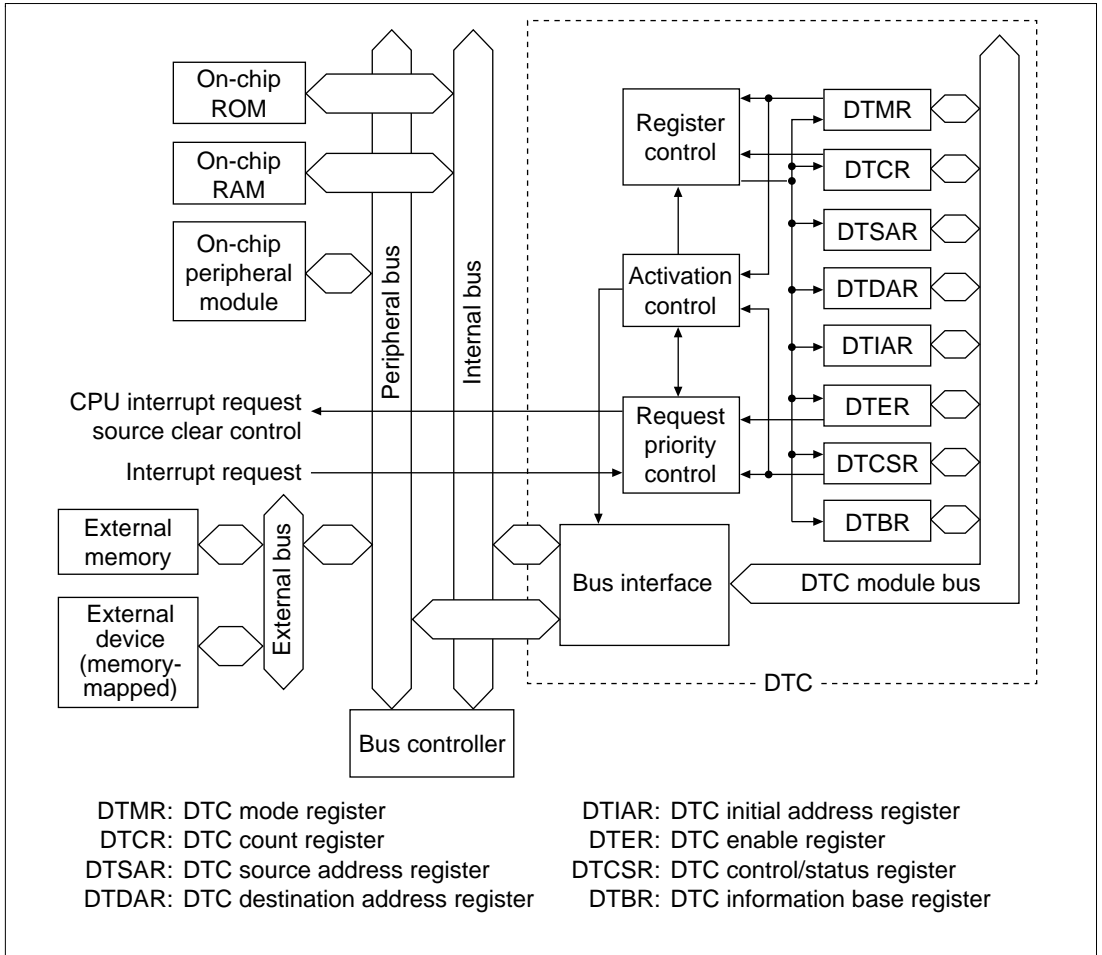 On-chip
ROM
On-chip
RAM
On-chip
peripheral
module
Peripheral bus
Internal bus
Register
control
Activation
control
Request
priority
control
DTMR
DTCR
DTSAR
DTDAR
DTIAR
DTER
DTCSR
DTBR
CPU interrupt request
source clear control
Interrupt request
External
memory
External
device
(memory-
mapped)
External bus
Bus interface
DTC module bus
DTC
Bus controller
DTMR: DTC mode register
DTCR: DTC count register
DTSAR: DTC source address register
DTDAR: DTC destination address register
DTIAR: DTC initial address register
DTER: DTC enable register
DTCSR: DTC control/status register
DTBR: DTC information base register